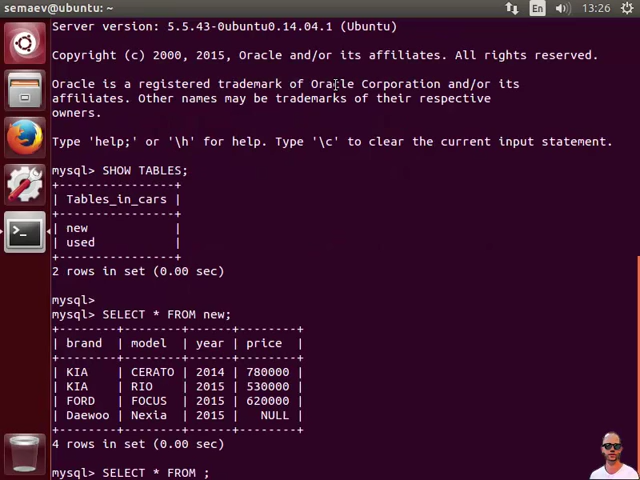 semaev@ubuntu: ~
En
13:26
Server version: 5.5.43-0ubuntu0.14.04.1 (Ubuntu)
Copyright (c) 2000, 2015, Oracle and/or its affiliates. All rights reserved.
Oracle is a registered trademark of Oracle Corporation and/or its
affiliates. Other names may be trademarks of their respective
owners.
Type 'help;' or '\h' for help. Type '\c' to clear the current input statement.
mysql> SHOW TABLES;
+----------------+
| Tables_in_cars |
+----------------+
| new            |
| used           |
+----------------+
2 rows in set (0.00 sec)
mysql>
mysql> SELECT * FROM new;
+--------+--------+------+--------+
| brand  | model  | year | price  |
+--------+--------+------+--------+
| KIA    | CERATO | 2014 | 780000 |
| KIA    | RIO    | 2015 | 530000 |
| FORD   | FOCUS  | 2015 | 620000 |
| Daewoo | Nexia  | 2015 |   NULL |
+--------+--------+------+--------+
4 rows in set (0.00 sec)
mysql> SELECT * FROM ;